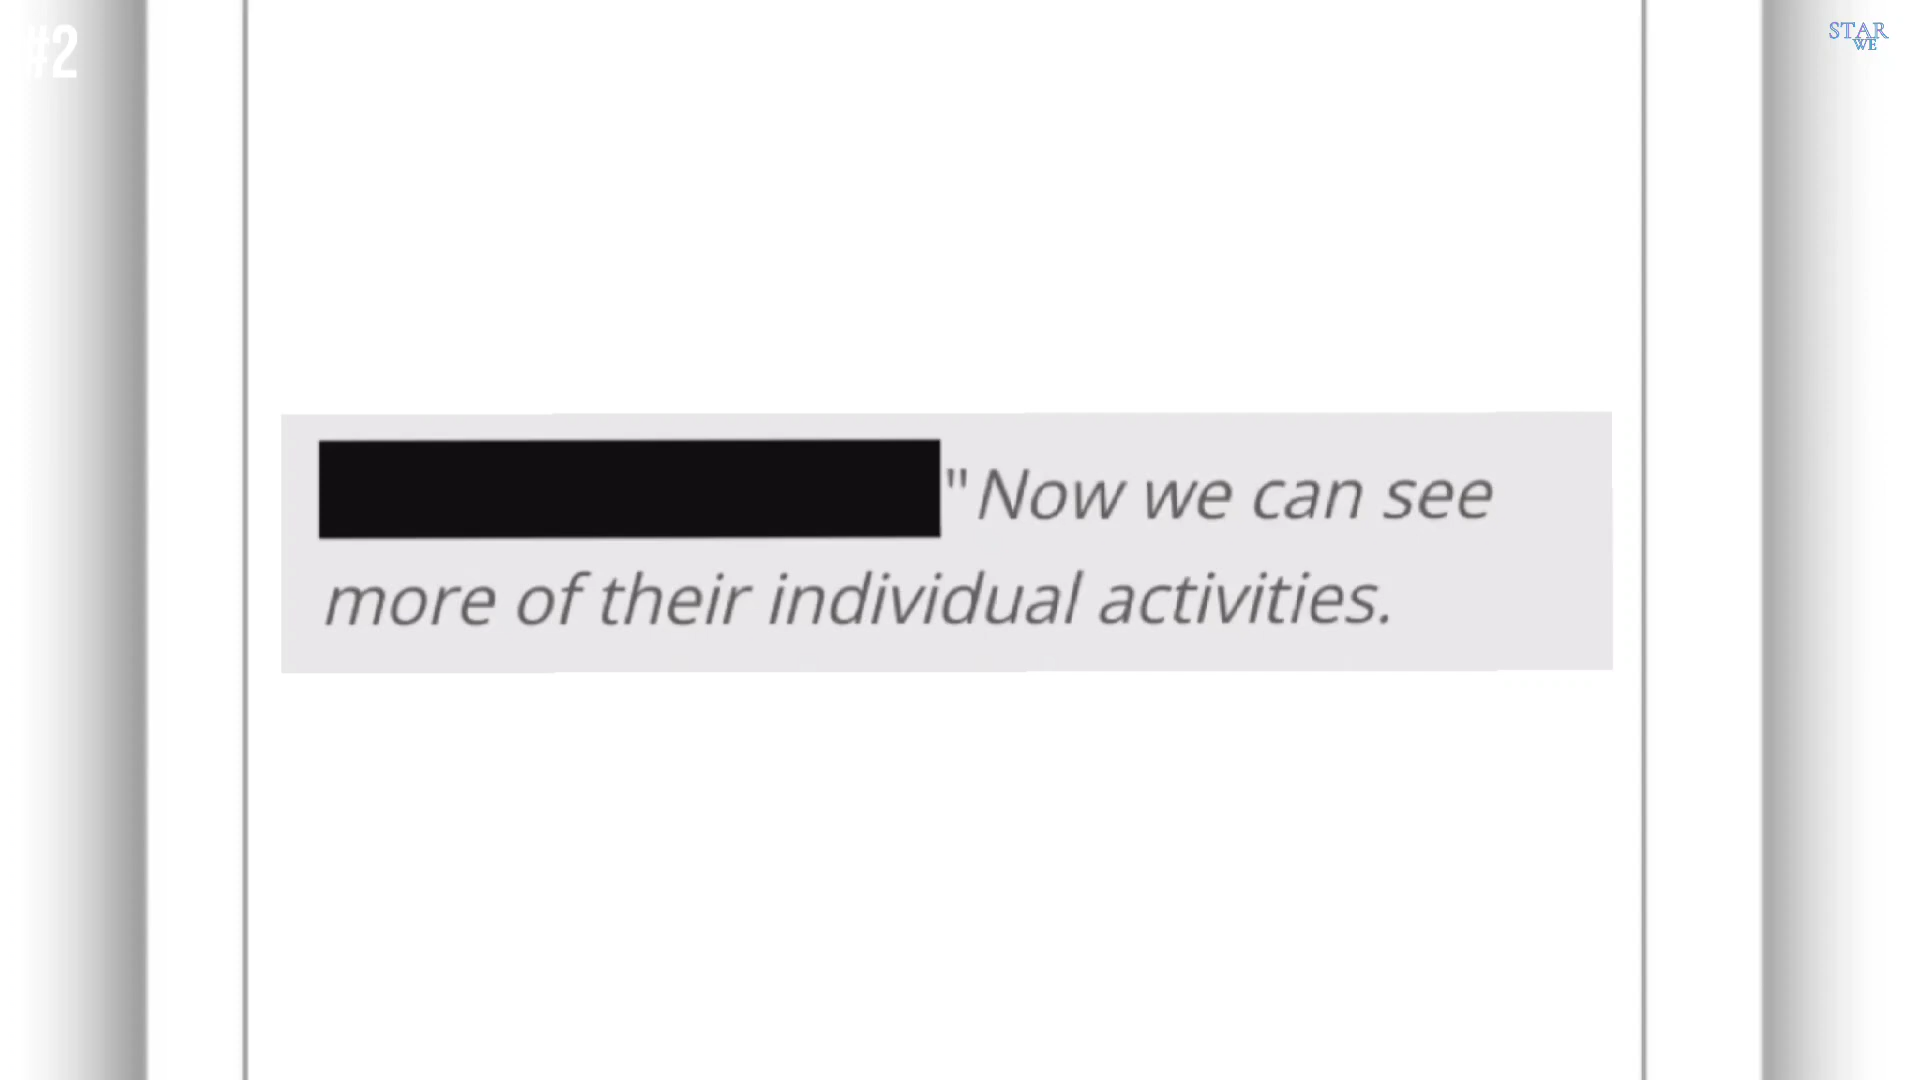 #2
STAR
WE
"Now we can see
more of their individual activities.